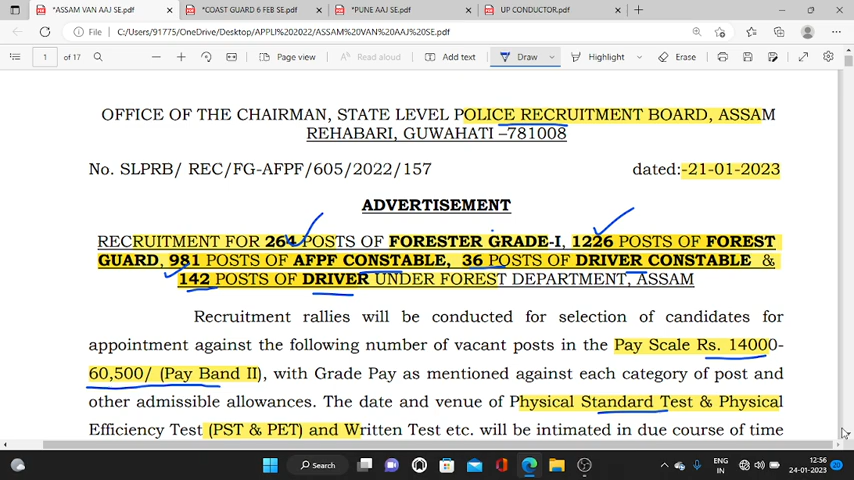 *ASSAM VAN AAJ SE.pdf
*COAST GUARD 6 FEB SE.pdf
*PUNE AAJ SE.pdf
UP CONDUCTOR.pdf
File
C:/Users/91775/OneDrive/Desktop/APPLI%202022/ASSAM%20VAN%20AAJ%20SE.pdf
1 of 17
Page view
Read aloud
Add text
Draw
Highlight
Erase
OFFICE OF THE CHAIRMAN, STATE LEVEL POLICE RECRUITMENT BOARD, ASSAM
REHABARI, GUWAHATI –781008
No. SLPRB/ REC/FG-AFPF/605/2022/157 dated:-21-01-2023
ADVERTISEMENT
RECRUITMENT FOR 264 POSTS OF FORESTER GRADE-I, 1226 POSTS OF FOREST
GUARD, 981 POSTS OF AFPF CONSTABLE, 36 POSTS OF DRIVER CONSTABLE &
142 POSTS OF DRIVER UNDER FOREST DEPARTMENT, ASSAM
Recruitment rallies will be conducted for selection of candidates for
appointment against the following number of vacant posts in the Pay Scale Rs. 14000-
60,500/ (Pay Band II), with Grade Pay as mentioned against each category of post and
other admissible allowances. The date and venue of Physical Standard Test & Physical
Efficiency Test (PST & PET) and Written Test etc. will be intimated in due course of time
Search
ENG
IN
12:56
24-01-2023